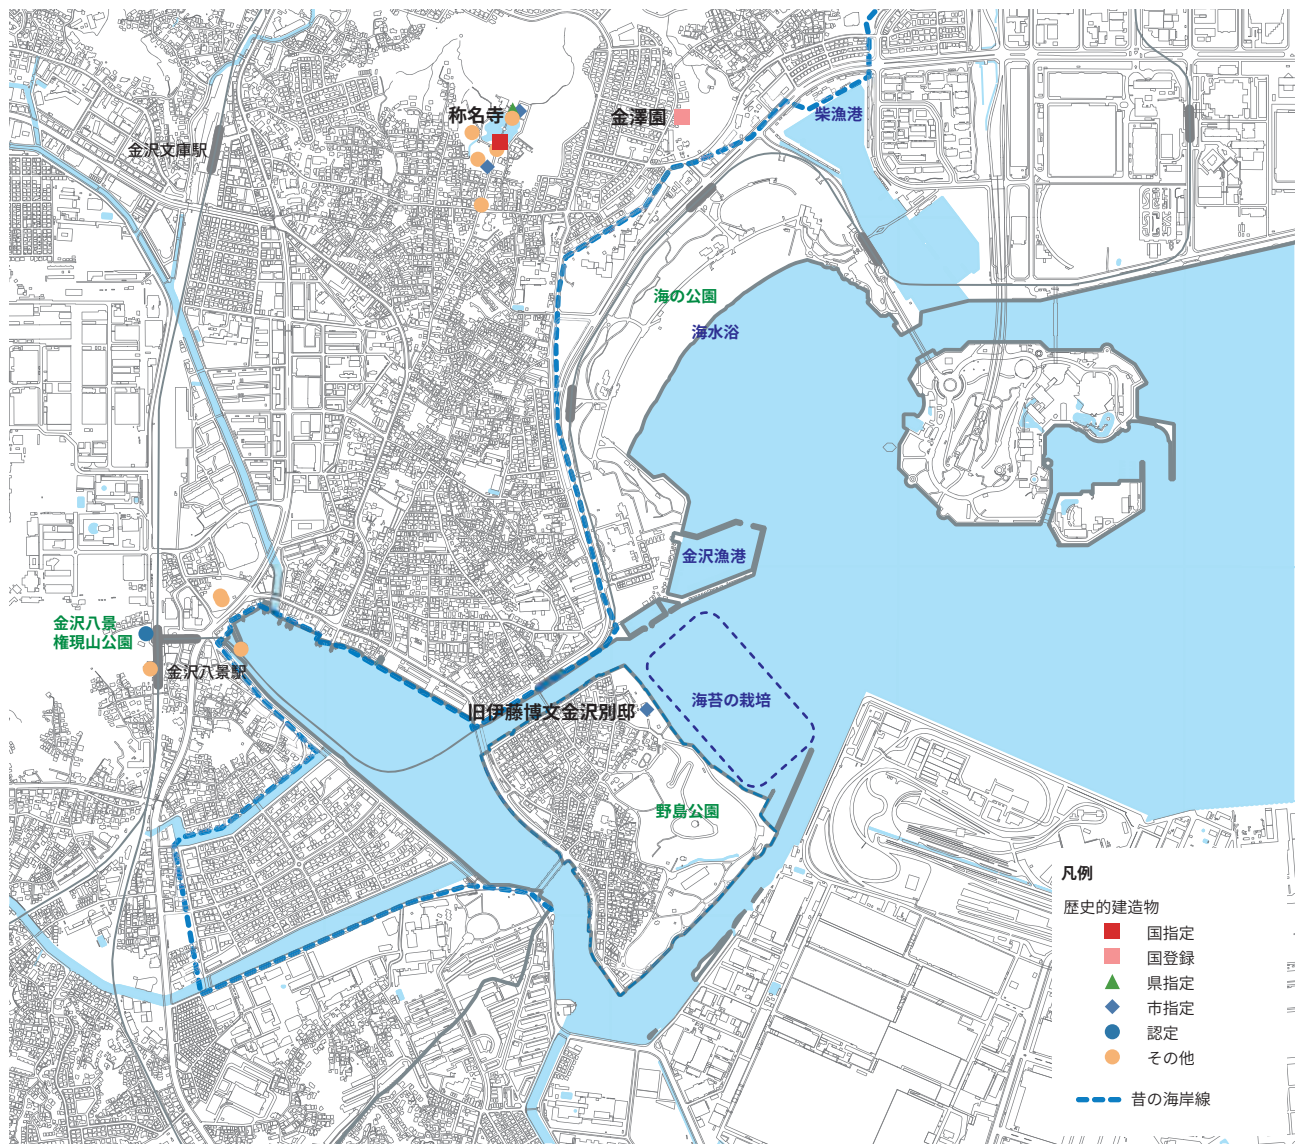 称名寺
金澤園
柴漁港
金沢文庫駅
海の公園
海水浴
金沢漁港
金沢八景
権現山公園
金沢八景駅
海苔の栽培
旧伊藤博文金沢別邸
野島公園
凡例
歴史的建造物
国指定
国登録
県指定
市指定
認定
その他
昔の海岸線